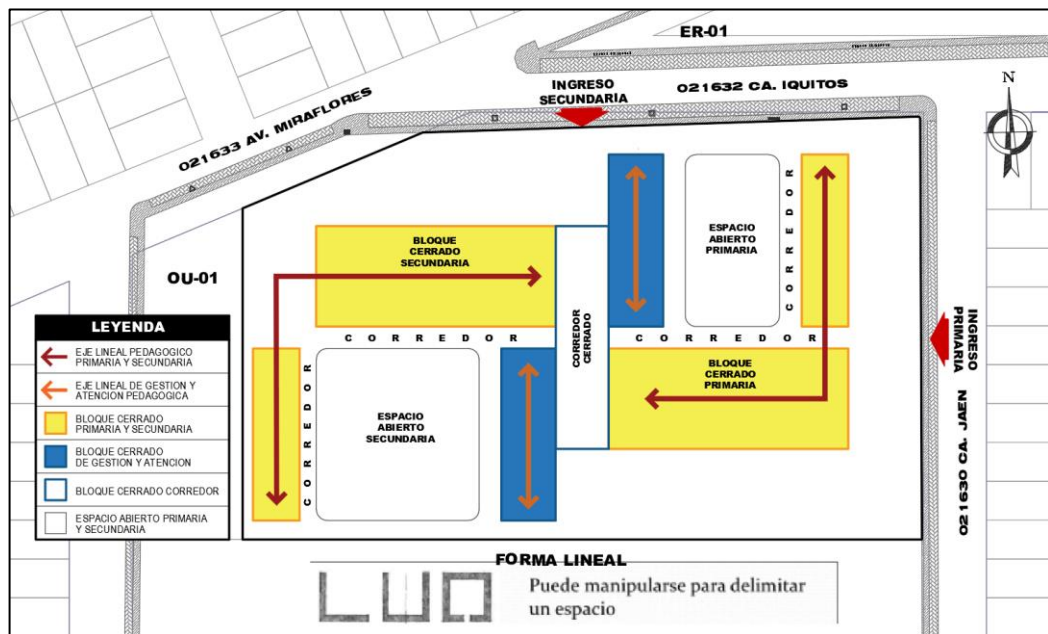 ER-01
021632 CA. IQUITOS
INGRESO
SECUNDARIA
021633 AV. MIRAFLORES
N
OU-01
BLOQUE
CERRADO
SECUNDARIA
ESPACIO
ABIERTO
PRIMARIA
CORREDOR
CORREDOR
CORREDOR
CORREDOR
CERRADO
BLOQUE
CERRADO
PRIMARIA
INGRESO
PRIMARIA
021630 CA. JAEN
CORREDOR
ESPACIO
ABIERTO
SECUNDARIA
LEYENDA
EJE LINEAL PEDAGOGICO
PRIMARIA Y SECUNDARIA
EJE LINEAL DE GESTION Y
ATENCION PEDAGOGICA
BLOQUE CERRADO
PRIMARIA Y SECUNDARIA
BLOQUE CERRADO
DE GESTION Y ATENCION
BLOQUE CERRADO CORREDOR
ESPACIO ABIERTO PRIMARIA
Y SECUNDARIA
FORMA LINEAL
Puede manipularse para delimitar
un espacio